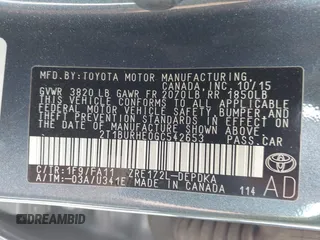 MFD.BY:TOYOTA MOTOR MANUFACTURING,
CANADA,INC. 10/15
GVWR 3820 LB GAWR FR 2070LB RR 1850LB
THIS VEHICLE CONFORMS TO ALL APPLICABLE
FEDERAL MOTOR VEHICLE SAFETY, BUMPER, AND
THEFT PREVENTION STANDARDS IN EFFECT ON
THE DATE OF MANUFACTURE SHOWN ABOVE.
2T1BURHE0GC542653
PASS.CAR
C/TR:1F9/FA11 ZRE172L-DEPDKA
A/TM:-03A/U341E MADE IN CANADA
TOYOTA
AD
114
© DEARBID
AUTOBIDMASTER